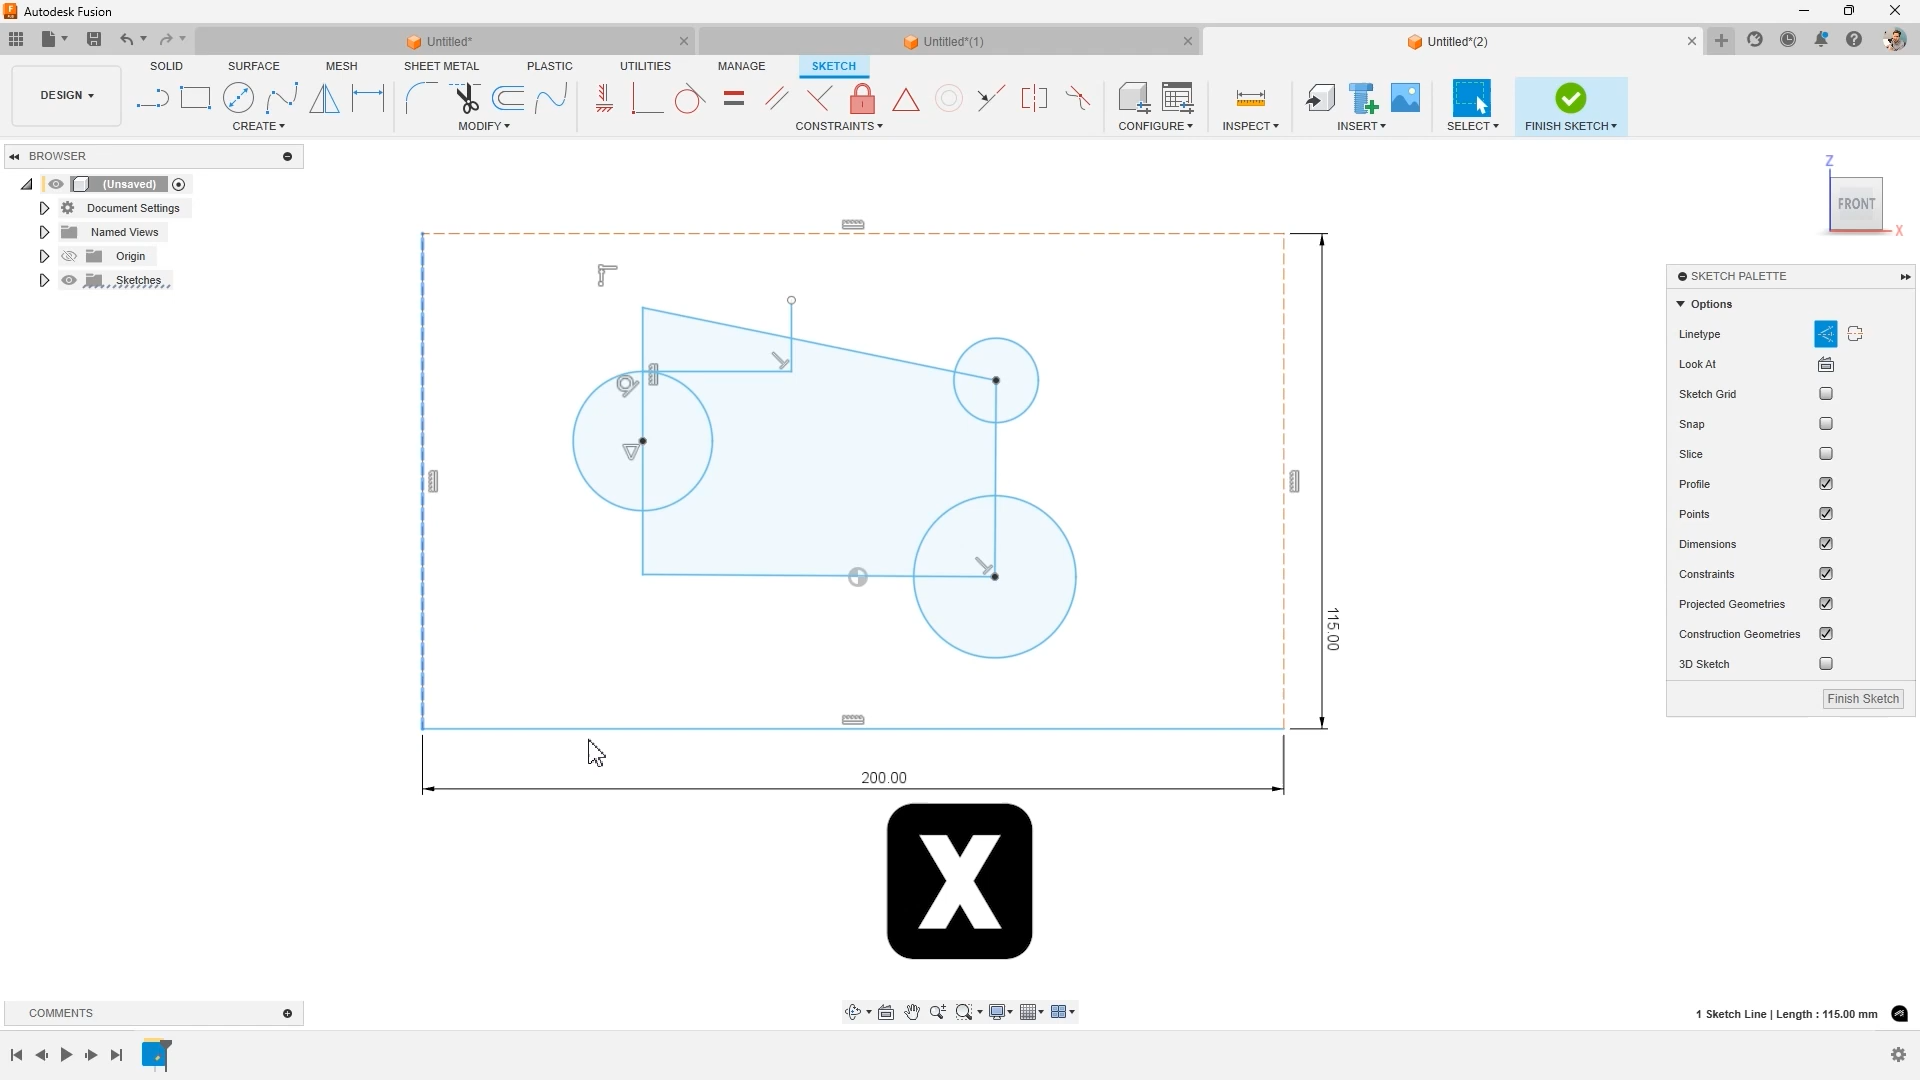 Autodesk Fusion
Untitled*
Untitled*(1)
Untitled*(2)
DESIGN
SOLID
SURFACE
MESH
SHEET METAL
PLASTIC
UTILITIES
MANAGE
SKETCH
CREATE
MODIFY
CONSTRAINTS
CONFIGURE
INSPECT
INSERT
SELECT
FINISH SKETCH
BROWSER
(Unsaved)
Document Settings
Named Views
Origin
Sketches
Z
FRONT
X
SKETCH PALETTE
Options
Linetype
Look At
Sketch Grid
Snap
Slice
Profile
Points
Dimensions
Constraints
Projected Geometries
Construction Geometries
3D Sketch
Finish Sketch
115.00
200.00
X
COMMENTS
1 Sketch Line | Length : 115.00 mm